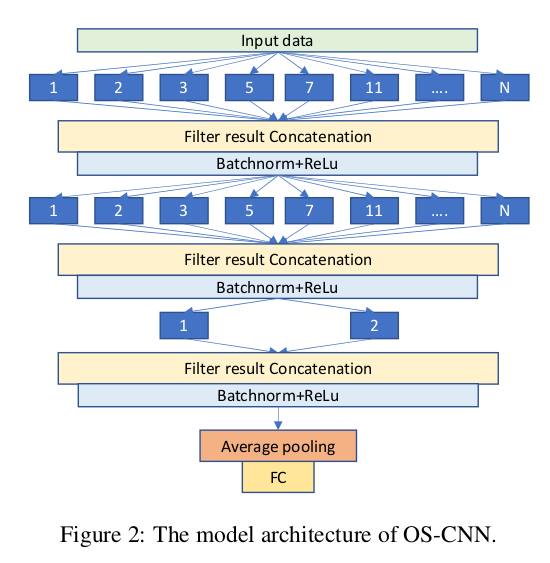 Input data
1 2 3 5 7 11 .... N
Filter result Concatenation
Batchnorm+ReLu
1 2 3 5 7 11 .... N
Filter result Concatenation
Batchnorm+ReLu
1 2
Filter result Concatenation
Batchnorm+ReLu
Average pooling
FC
Figure 2: The model architecture of OS-CNN.